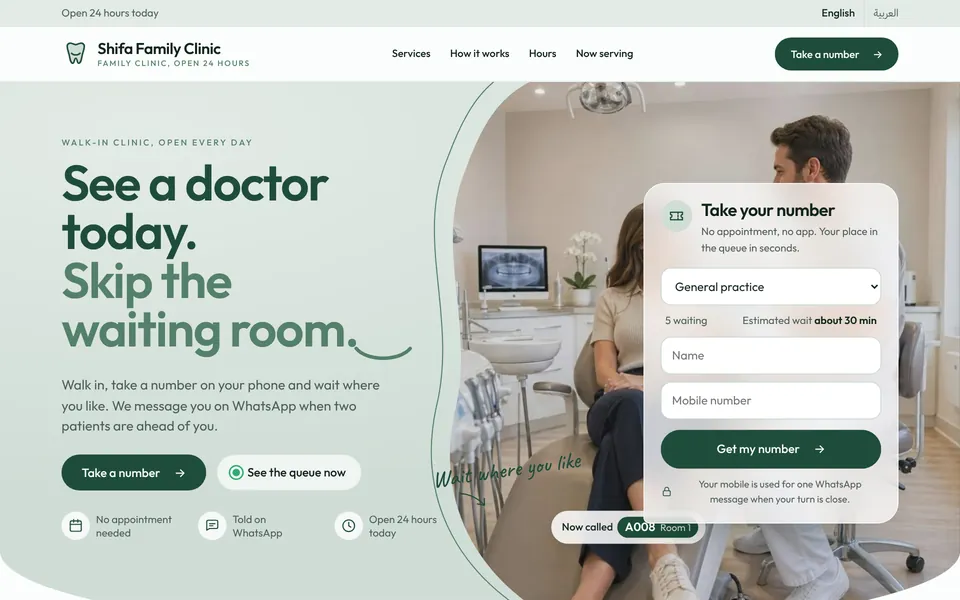 Open 24 hours today
English
العربية
Shifa Family Clinic
FAMILY CLINIC, OPEN 24 HOURS
Services
How it works
Hours
Now serving
Take a number →
WALK-IN CLINIC, OPEN EVERY DAY
See a doctor
today.
Skip the
waiting room.
Walk in, take a number on your phone and wait where
you like. We message you on WhatsApp when two
patients are ahead of you.
Take a number →
See the queue now
No appointment
needed
Told on
WhatsApp
Open 24 hours
today
Wait where you like
Now called A008 Room 1
Take your number
No appointment, no app. Your place in
the queue in seconds.
General practice
5 waiting
Estimated wait about 30 min
Name
Mobile number
Get my number →
Your mobile is used for one WhatsApp
message when your turn is close.